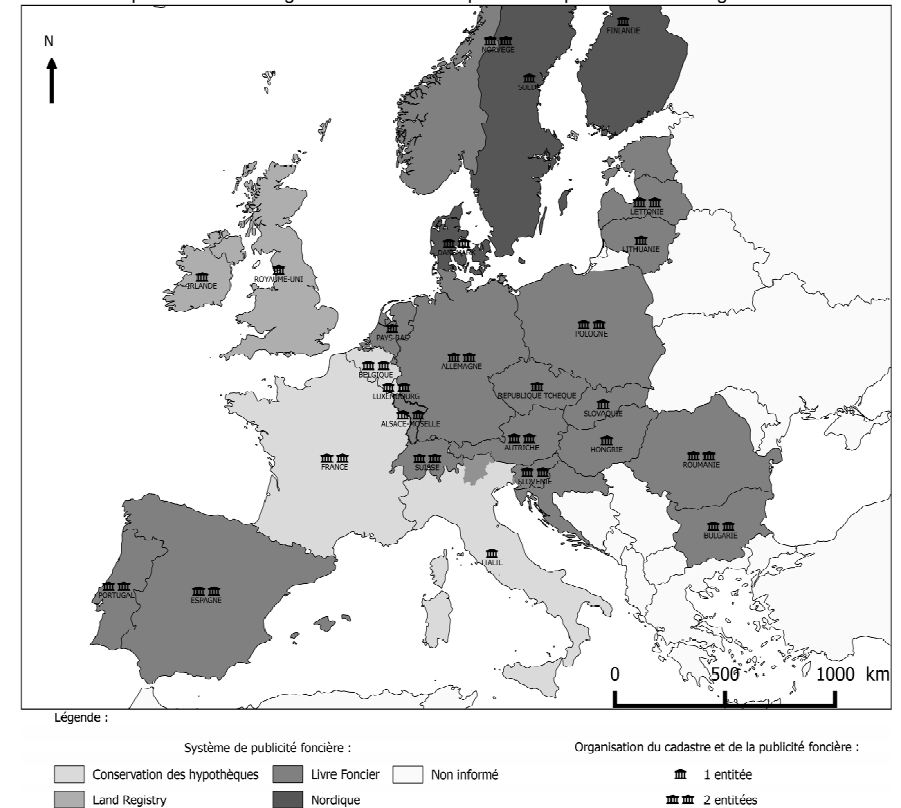 N
FINLANDE
NORVEGE
SUEDE
LETTONIE
DANEMARK
LITHUANIE
ROYAUME-UNI
IRLANDE
POLOGNE
PAYS-BAS
ALLEMAGNE
BELGIQUE
LUXEMBOURG
REPUBLIQUE TCHEQUE
SLOVAQUIE
ALSACE-MOSELLE
AUTRICHE
HONGRIE
FRANCE
SUISSE
ROUMANIE
SLOVENIE
BULGARIE
ITALIE
PORTUGAL
ESPAGNE
0 500 1000 km
Légende :
Système de publicité foncière :
Organisation du cadastre et de la publicité foncière :
Conservation des hypothèques
Livre Foncier
Non informé
1 entitée
Land Registry
Nordique
2 entitées